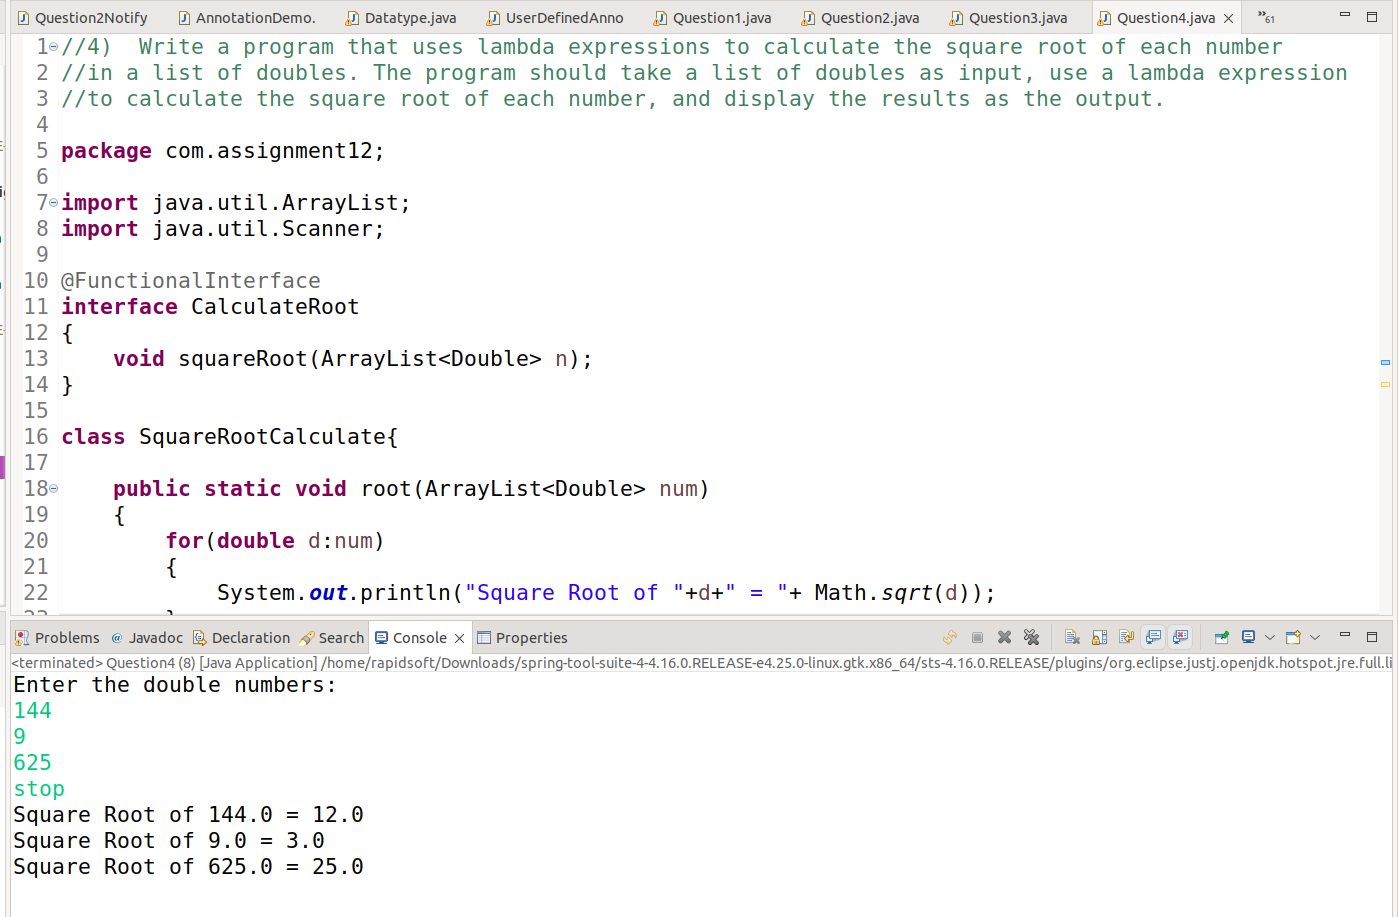 Question2Notify AnnotationDemo. Datatype.java UserDefinedAnno Question1.java Question2.java Question3.java Question4.java »61
1 //4)  Write a program that uses lambda expressions to calculate the square root of each number
2 //in a list of doubles. The program should take a list of doubles as input, use a lambda expression
3 //to calculate the square root of each number, and display the results as the output.
4
5 package com.assignment12;
6
7 import java.util.ArrayList;
8 import java.util.Scanner;
9
10 @FunctionalInterface
11 interface CalculateRoot
12 {
13     void squareRoot(ArrayList<Double> n);
14 }
15
16 class SquareRootCalculate{
17
18     public static void root(ArrayList<Double> num)
19     {
20         for(double d:num)
21         {
22             System.out.println("Square Root of "+d+" = "+ Math.sqrt(d));
23         }
Problems @ Javadoc Declaration Search Console Properties
<terminated> Question4 (8) [Java Application] /home/rapidsoft/Downloads/spring-tool-suite-4-4.16.0.RELEASE-e4.25.0-linux.gtk.x86_64/sts-4.16.0.RELEASE/plugins/org.eclipse.justj.openjdk.hotspot.jre.full.li
Enter the double numbers:
144
9
625
stop
Square Root of 144.0 = 12.0
Square Root of 9.0 = 3.0
Square Root of 625.0 = 25.0